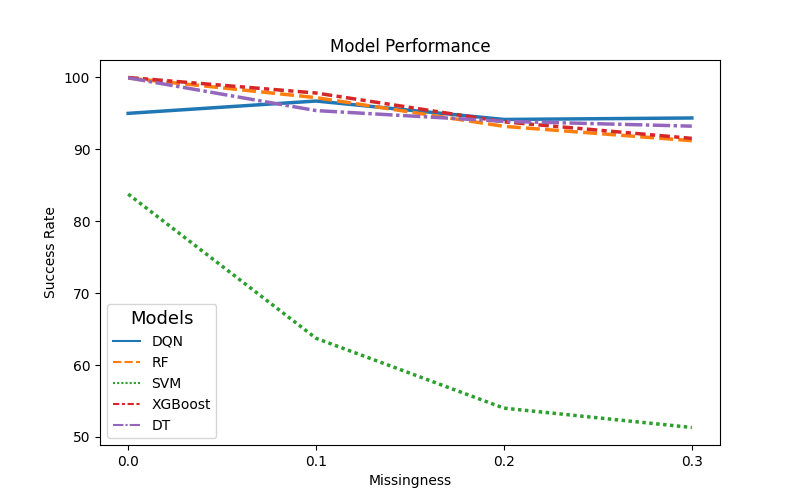 Model Performance
Success Rate
100
90
80
70
60
50
Models
DQN
RF
SVM
XGBoost
DT
0.0 0.1 0.2 0.3
Missingness